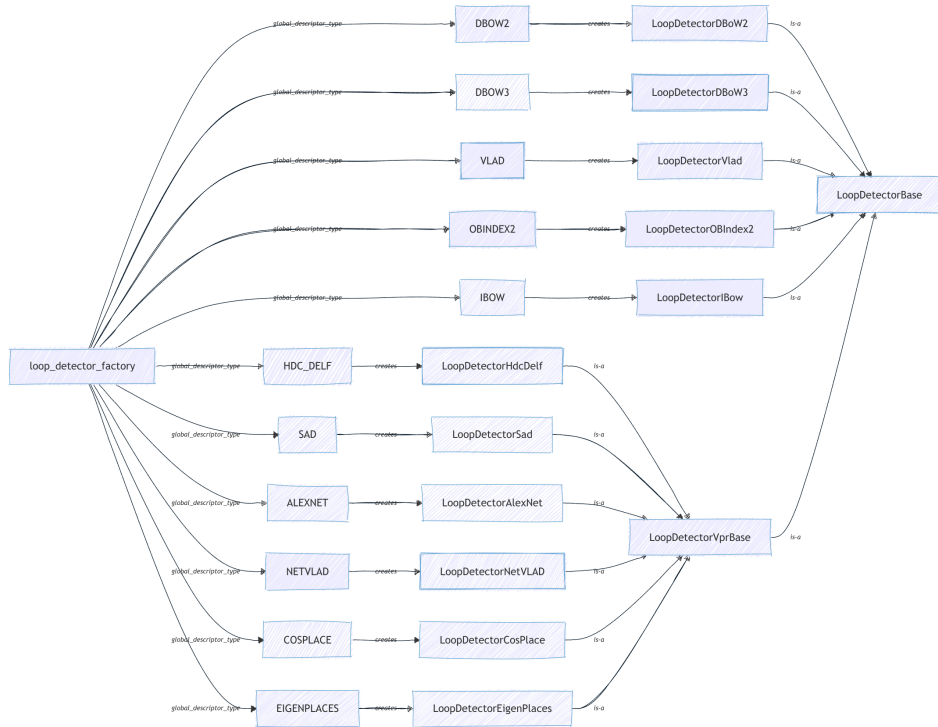 global_descriptor_type DBOW2 creates LoopDetectorDBoW2 is-a
global_descriptor_type DBOW3 creates LoopDetectorDBoW3 is-a
global_descriptor_type VLAD creates LoopDetectorVlad is-a
LoopDetectorBase
global_descriptor_type OBINDEX2 creates LoopDetectorOBIndex2 is-a
global_descriptor_type IBOW creates LoopDetectorIBow is-a
loop_detector_factory global_descriptor_type HDC_DELF creates LoopDetectorHdcDelf is-a
global_descriptor_type SAD creates LoopDetectorSad is-a
global_descriptor_type ALEXNET creates LoopDetectorAlexNet is-a
LoopDetectorVprBase is-a
global_descriptor_type NETVLAD creates LoopDetectorNetVLAD is-a
global_descriptor_type COSPLACE creates LoopDetectorCosPlace is-a
global_descriptor_type EIGENPLACES creates LoopDetectorEigenPlaces is-a